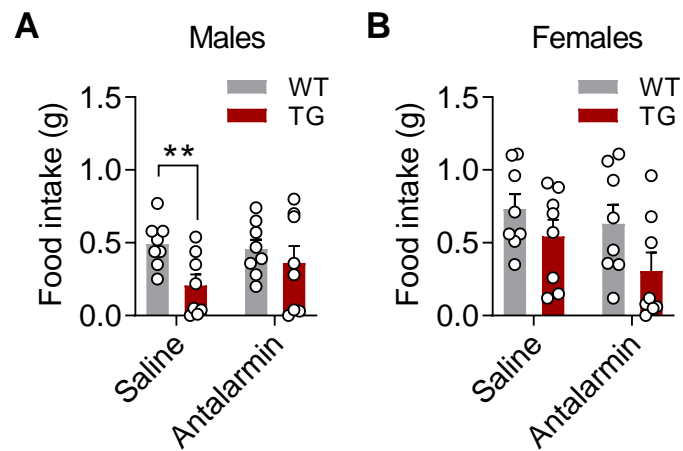 A
Males
WT
TG
Food intake (g)
1.5
1.0
0.5
0.0
**
Saline
Antalarmin
B
Females
WT
TG
Food intake (g)
1.5
1.0
0.5
0.0
Saline
Antalarmin